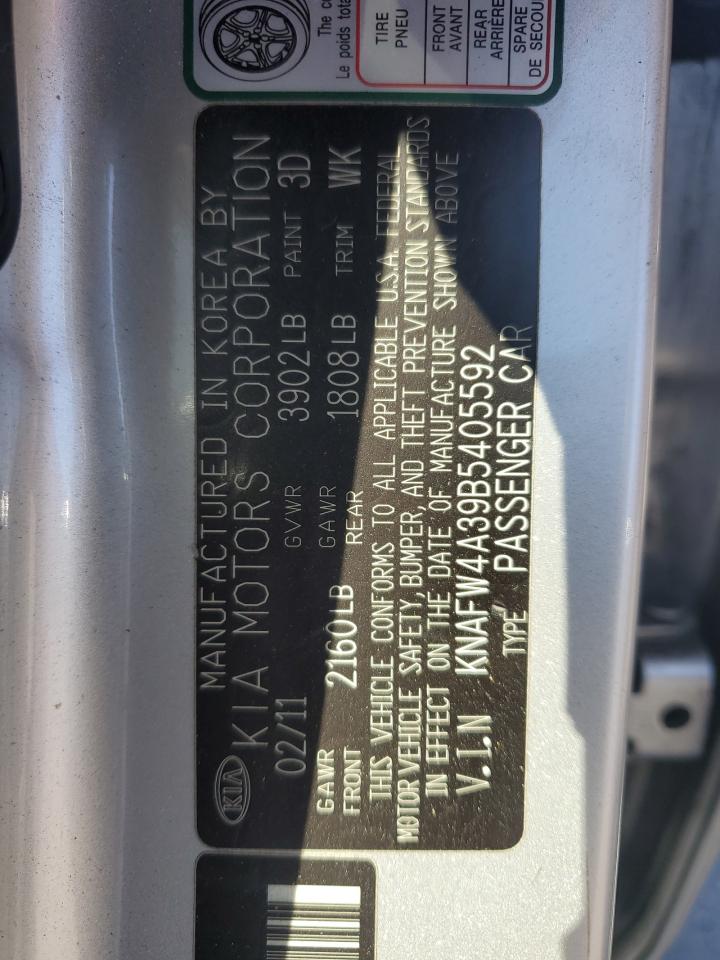 The co
Le poids tota
TIRE
PNEU
FRONT
AVANT
REAR
ARRIÈRE
SPARE
DE SECOU
KIA
MANUFACTURED IN KOREA BY
KIA MOTORS CORPORATION
02/11 GVWR 3902LB PAINT 3D
GAWR FRONT 2160LB GAWR REAR 1808LB TRIM WK
THIS VEHICLE CONFORMS TO ALL APPLICABLE U.S.A. FEDERAL
MOTOR VEHICLE SAFETY, BUMPER, AND THEFT PREVENTION STANDARDS
IN EFFECT ON THE DATE OF MANUFACTURE SHOWN ABOVE
V.I.N KNAFW4A39B5405592
TYPE PASSENGER CAR